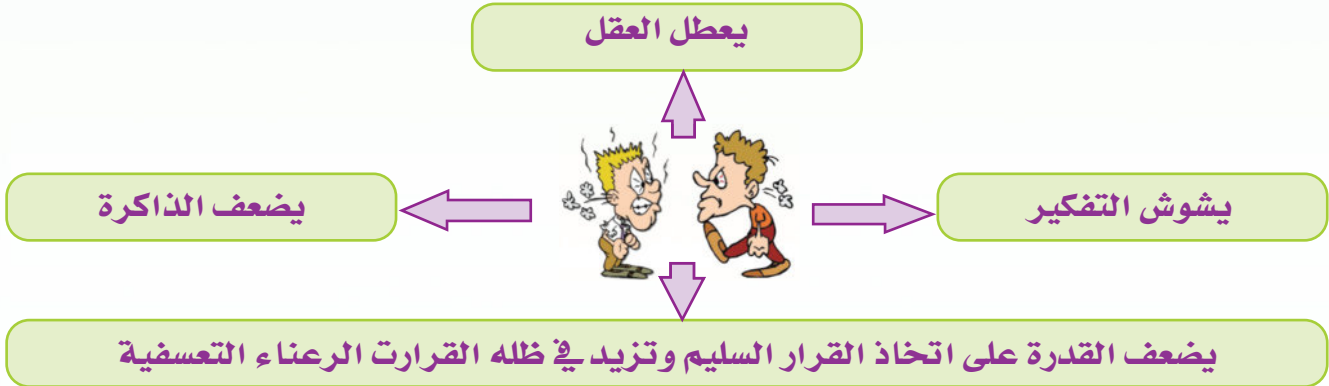 يعطل العقل
يشوش التفكير
يضعف الذاكرة
يضعف القدرة على اتخاذ القرار السليم وتزيد في ظله القرارت الرعناء التعسفية